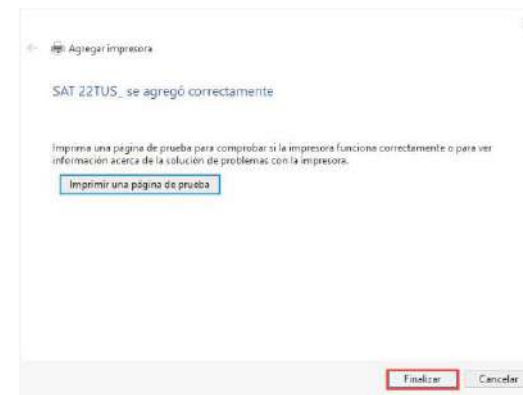 Agregar impresora
SAT 22TUS_ se agregó correctamente
Imprima una página de prueba para comprobar si la impresora funciona correctamente o para ver
información acerca de la solución de problemas con la impresora.
Imprimir una página de prueba
Finalizar
Cancelar